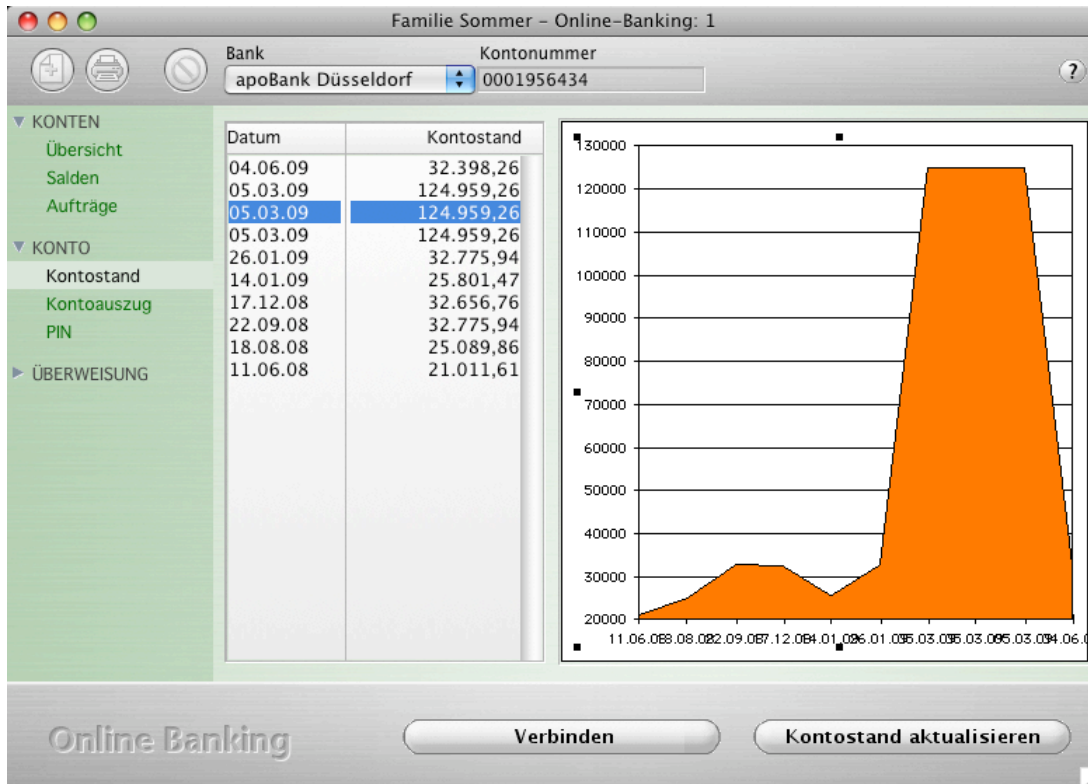 Familie Sommer – Online-Banking: 1
Bank Kontonummer
apoBank Düsseldorf 0001956434
?
KONTEN
Übersicht
Salden
Aufträge
KONTO
Kontostand
Kontoauszug
PIN
ÜBERWEISUNG
Datum Kontostand
04.06.09 32.398,26
05.03.09 124.959,26
05.03.09 124.959,26
05.03.09 124.959,26
26.01.09 32.775,94
14.01.09 25.801,47
17.12.08 32.656,76
22.09.08 32.775,94
18.08.08 25.089,86
11.06.08 21.011,61
130000
120000
110000
100000
90000
80000
70000
60000
50000
40000
30000
20000
Online Banking
Verbinden
Kontostand aktualisieren